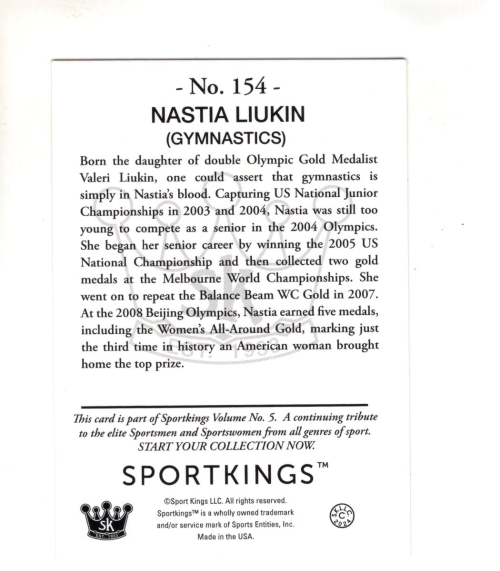 - No. 154 -
NASTIA LIUKIN
(GYMNASTICS)
Born the daughter of double Olympic Gold Medalist
Valeri Liukin, one could assert that gymnastics is
simply in Nastia's blood. Capturing US National Junior
Championships in 2003 and 2004, Nastia was still too
young to compete as a senior in the 2004 Olympics.
She began her senior career by winning the 2005 US
National Championship and then collected two gold
medals at the Melbourne World Championships. She
went on to repeat the Balance Beam WC Gold in 2007.
At the 2008 Beijing Olympics, Nastia earned five medals,
including the Women's All-Around Gold, marking just
the third time in history an American woman brought
home the top prize.
SK
EST. 1993
This card is part of Sportkings Volume No. 5. A continuing tribute
to the elite Sportsmen and Sportswomen from all genres of sport.
START YOUR COLLECTION NOW.
SPORTKINGS™
©Sport Kings LLC. All rights reserved.
Sportkings™ is a wholly owned trademark
and/or service mark of Sports Entities, Inc.
Made in the USA.
SK
SKLLC
C
2024